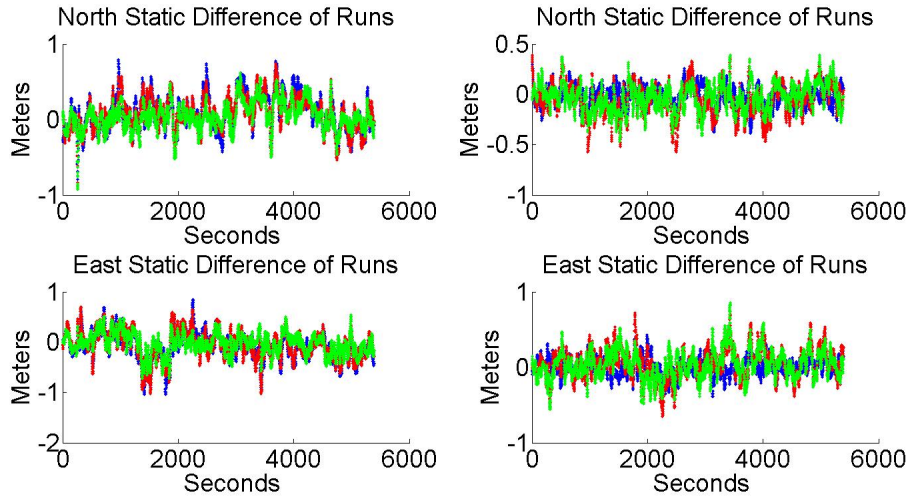 North Static Difference of Runs
1
0
-1
Meters
0 2000 4000 6000
Seconds
North Static Difference of Runs
0.5
0
-0.5
-1
Meters
0 2000 4000 6000
Seconds
East Static Difference of Runs
1
0
-1
-2
Meters
0 2000 4000 6000
Seconds
East Static Difference of Runs
1
0
-1
Meters
0 2000 4000 6000
Seconds